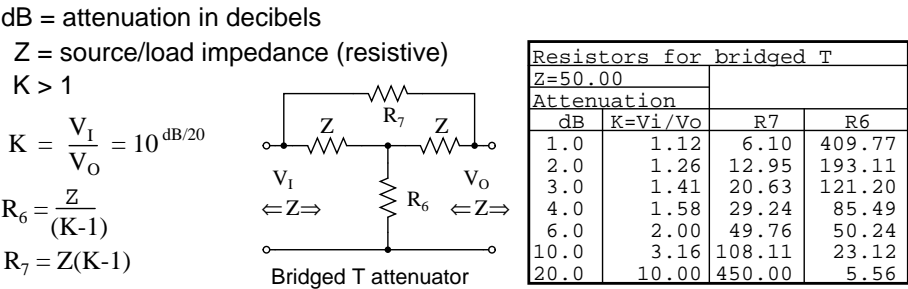 dB = attenuation in decibels
Z = source/load impedance (resistive)
K > 1
K = V_I / V_O = 10^dB/20
R_6 = Z / (K-1)
R_7 = Z(K-1)
R_7
Z Z
V_I V_O
R_6
⇐Z⇒ ⇐Z⇒
Bridged T attenuator
Resistors for bridged T
Z=50.00
Attenuation
dB K=Vi/Vo R7 R6
1.0 1.12 6.10 409.77
2.0 1.26 12.95 193.11
3.0 1.41 20.63 121.20
4.0 1.58 29.24 85.49
6.0 2.00 49.76 50.24
10.0 3.16 108.11 23.12
20.0 10.00 450.00 5.56